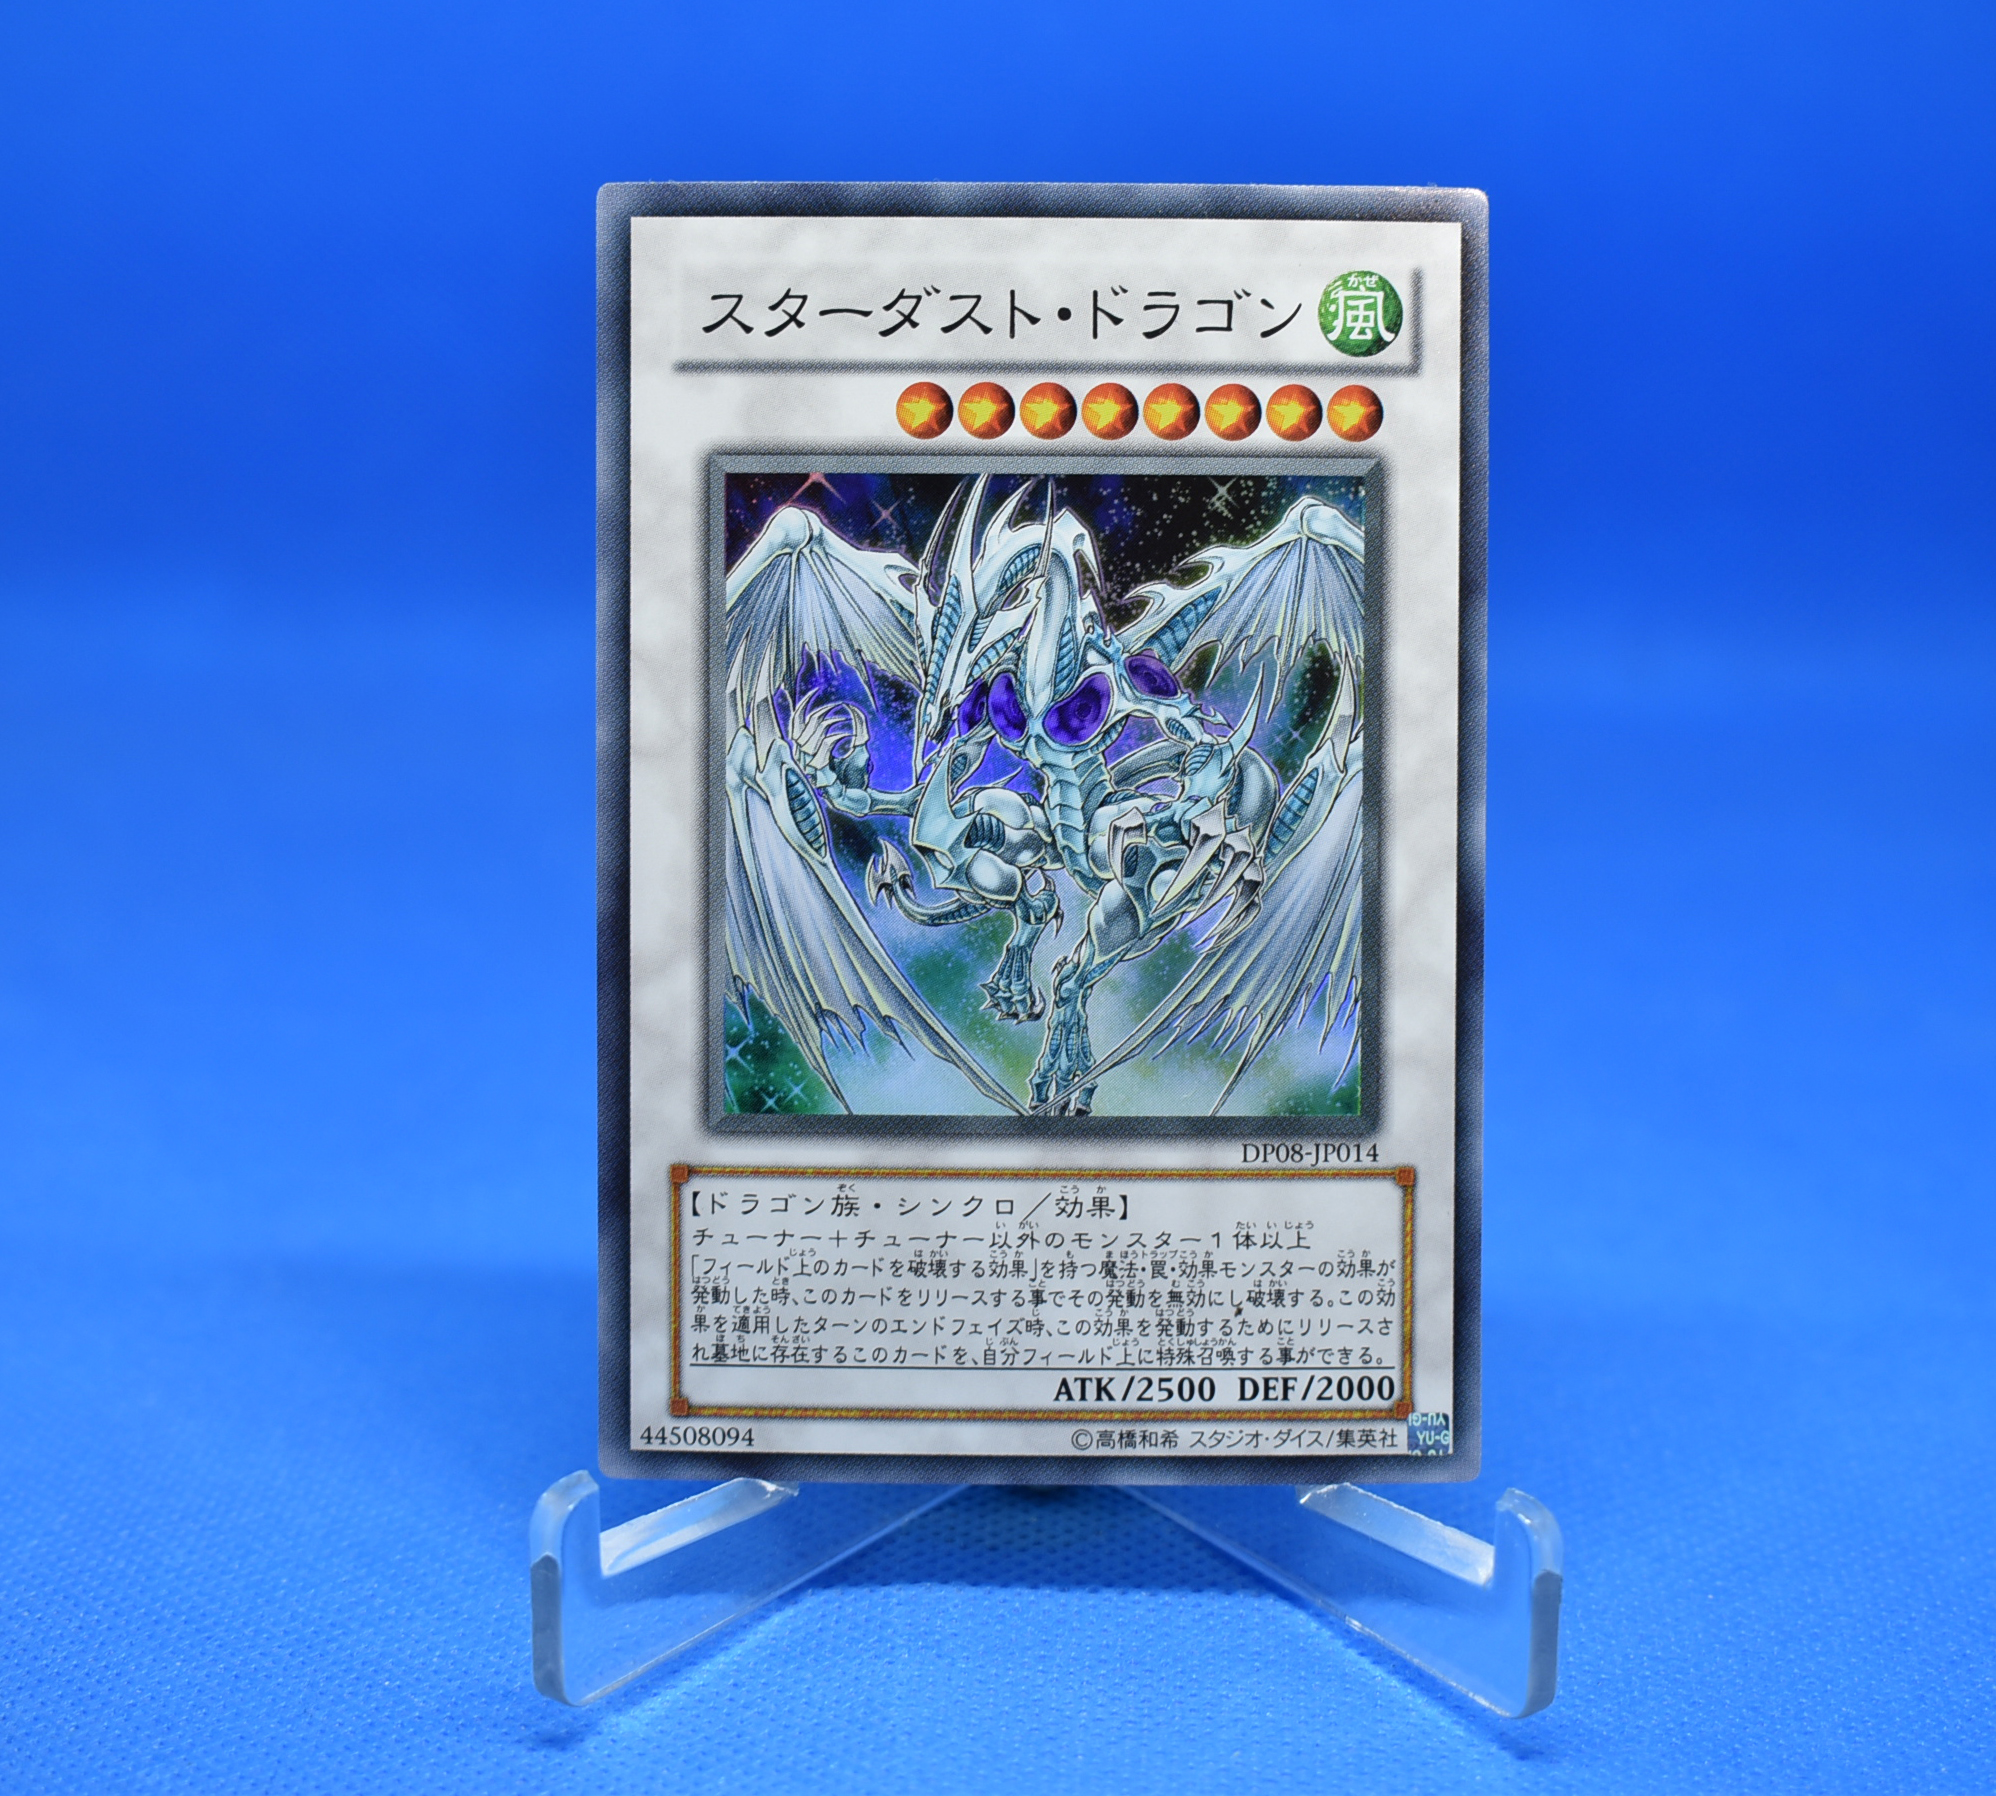 スターダスト・ドラゴン
かぜ
風
DP08-JP014
【ドラゴン族・シンクロ／効果】
チューナー＋チューナー以外のモンスター１体以上
「フィールド上のカードを破壊する効果」を持つ魔法・罠・効果モンスターの効果が
発動した時、このカードをリリースする事でその発動を無効にし破壊する。この効
果を適用したターンのエンドフェイズ時、この効果を発動するためにリリースさ
れ墓地に存在するこのカードを、自分フィールド上に特殊召喚する事ができる。
ATK/2500 DEF/2000
44508094
©高橋和希 スタジオ・ダイス/集英社